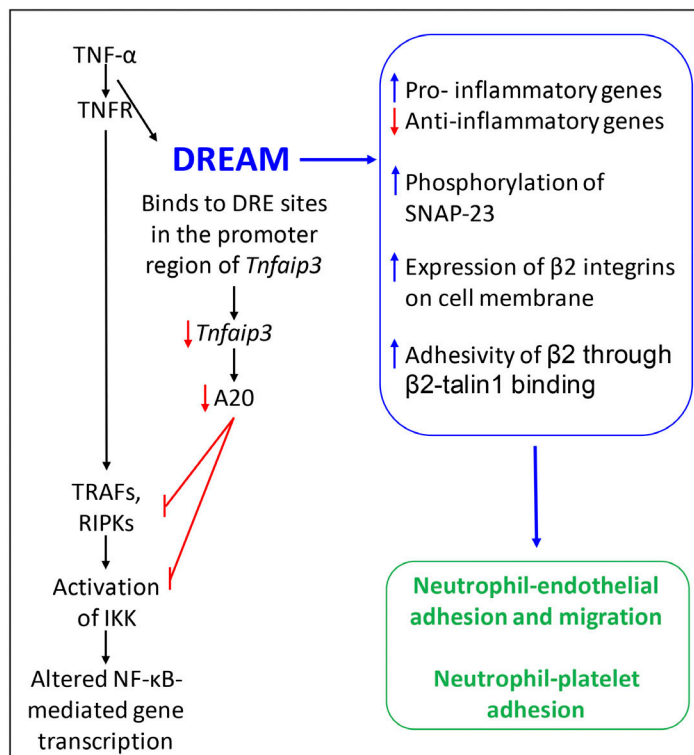 TNF-α
TNFR
DREAM
Binds to DRE sites
in the promoter
region of Tnfaip3
Tnfaip3
A20
TRAFs,
RIPKs
Activation
of IKK
Altered NF-κB-
mediated gene
transcription
Pro- inflammatory genes
Anti-inflammatory genes
Phosphorylation of
SNAP-23
Expression of β2 integrins
on cell membrane
Adhesivity of β2 through
β2-talin1 binding
Neutrophil-endothelial
adhesion and migration
Neutrophil-platelet
adhesion